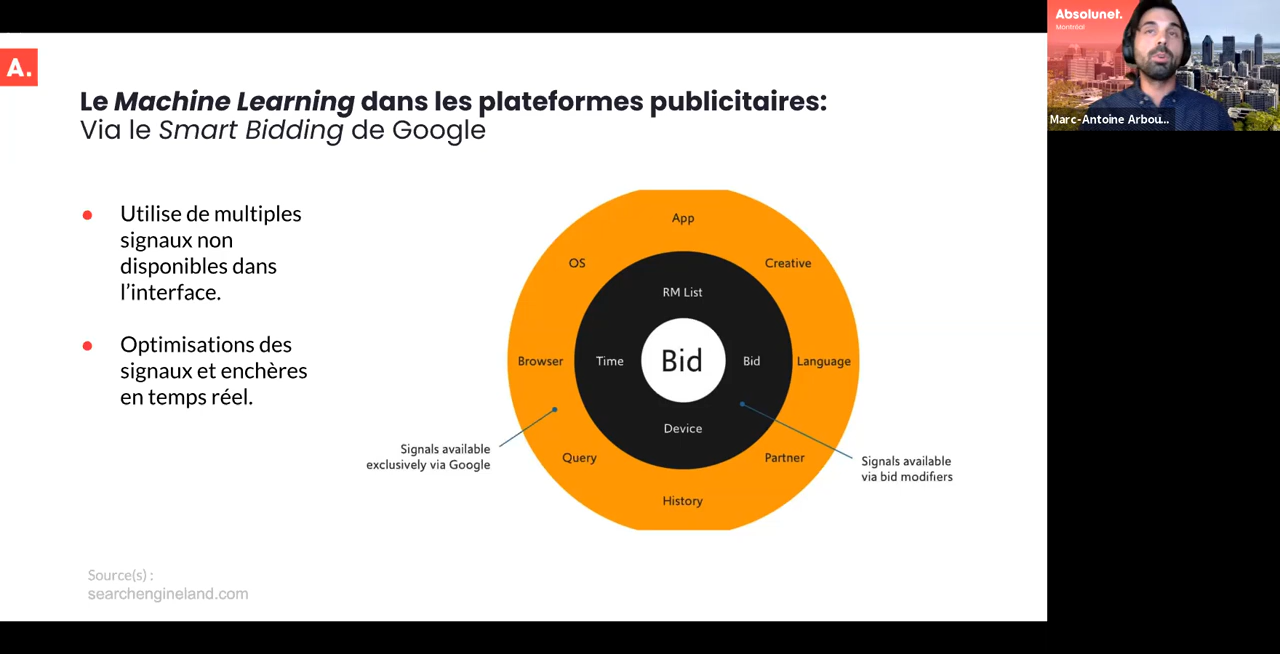 A.
Le Machine Learning dans les plateformes publicitaires:
Via le Smart Bidding de Google
Utilise de multiples
signaux non
disponibles dans
l'interface.
Optimisations des
signaux et enchères
en temps réel.
App
OS
Creative
RM List
Browser
Time
Bid
Bid
Language
Device
Signals available
exclusively via Google
Query
Partner
Signals available
via bid modifiers
History
Source(s) :
searchengineland.com
Absolunet.
Montréal
Marc-Antoine Arbou...